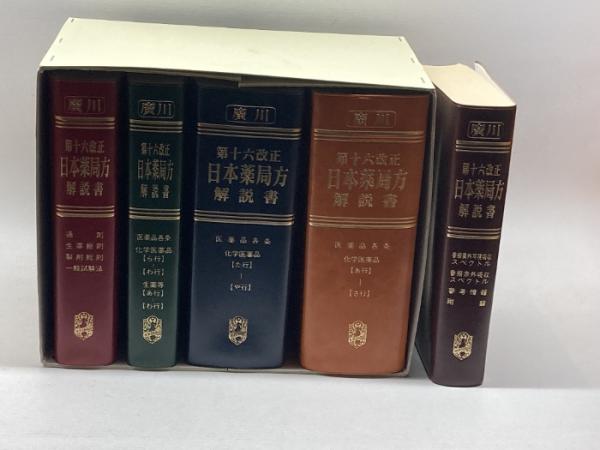 廣川
第十六改正
日本薬局方
解説書
通則
生薬総則
製剤総則
一般試験法
廣川
第十六改正
日本薬局方
解説書
医薬品各条
化学医薬品
【ら行】
【わ行】
生薬等
【あ行】
【わ行】
廣川
第十六改正
日本薬局方
解説書
医薬品各条
化学医薬品
【た行】
【や行】
廣川
第十六改正
日本薬局方
解説書
医薬品各条
化学医薬品
【あ行】
【さ行】
廣川
第十六改正
日本薬局方
解説書
スペクトル
スペクトル
参考情報
附録